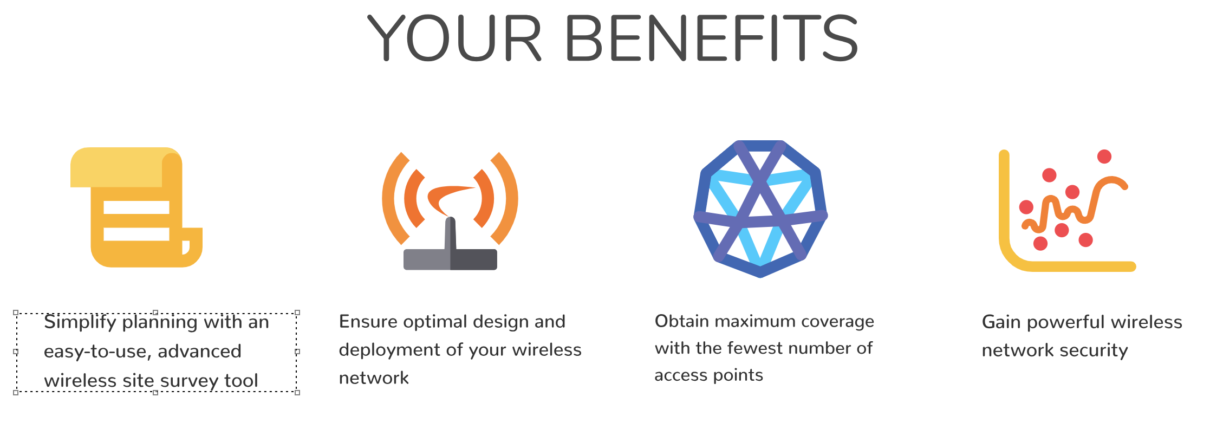 YOUR BENEFITS
Simplify planning with an
easy-to-use, advanced
wireless site survey tool
Ensure optimal design and
deployment of your wireless
network
Obtain maximum coverage
with the fewest number of
access points
Gain powerful wireless
network security